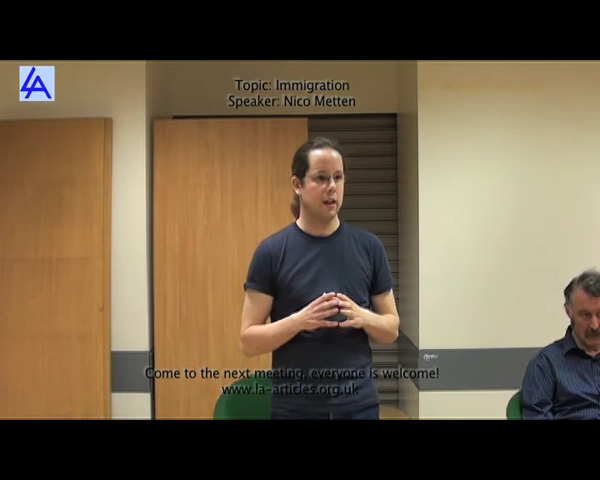 LA
Topic: Immigration
Speaker: Nico Metten
Come to the next meeting, everyone is welcome!
www.la-articles.org.uk